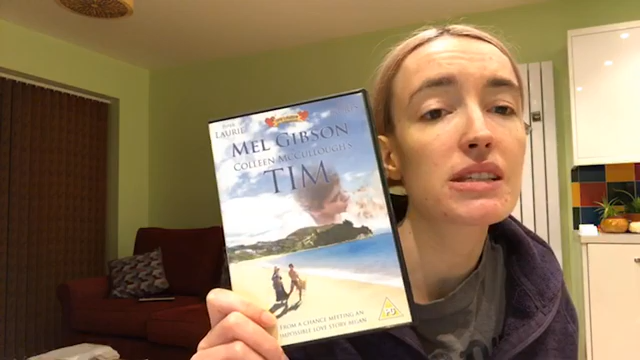 LAURIE
MEL GIBSON
COLLEEN MCCULLOUGH'S
TIM
FROM A CHANCE MEETING AN
IMPOSSIBLE LOVE STORY BEGAN
PG